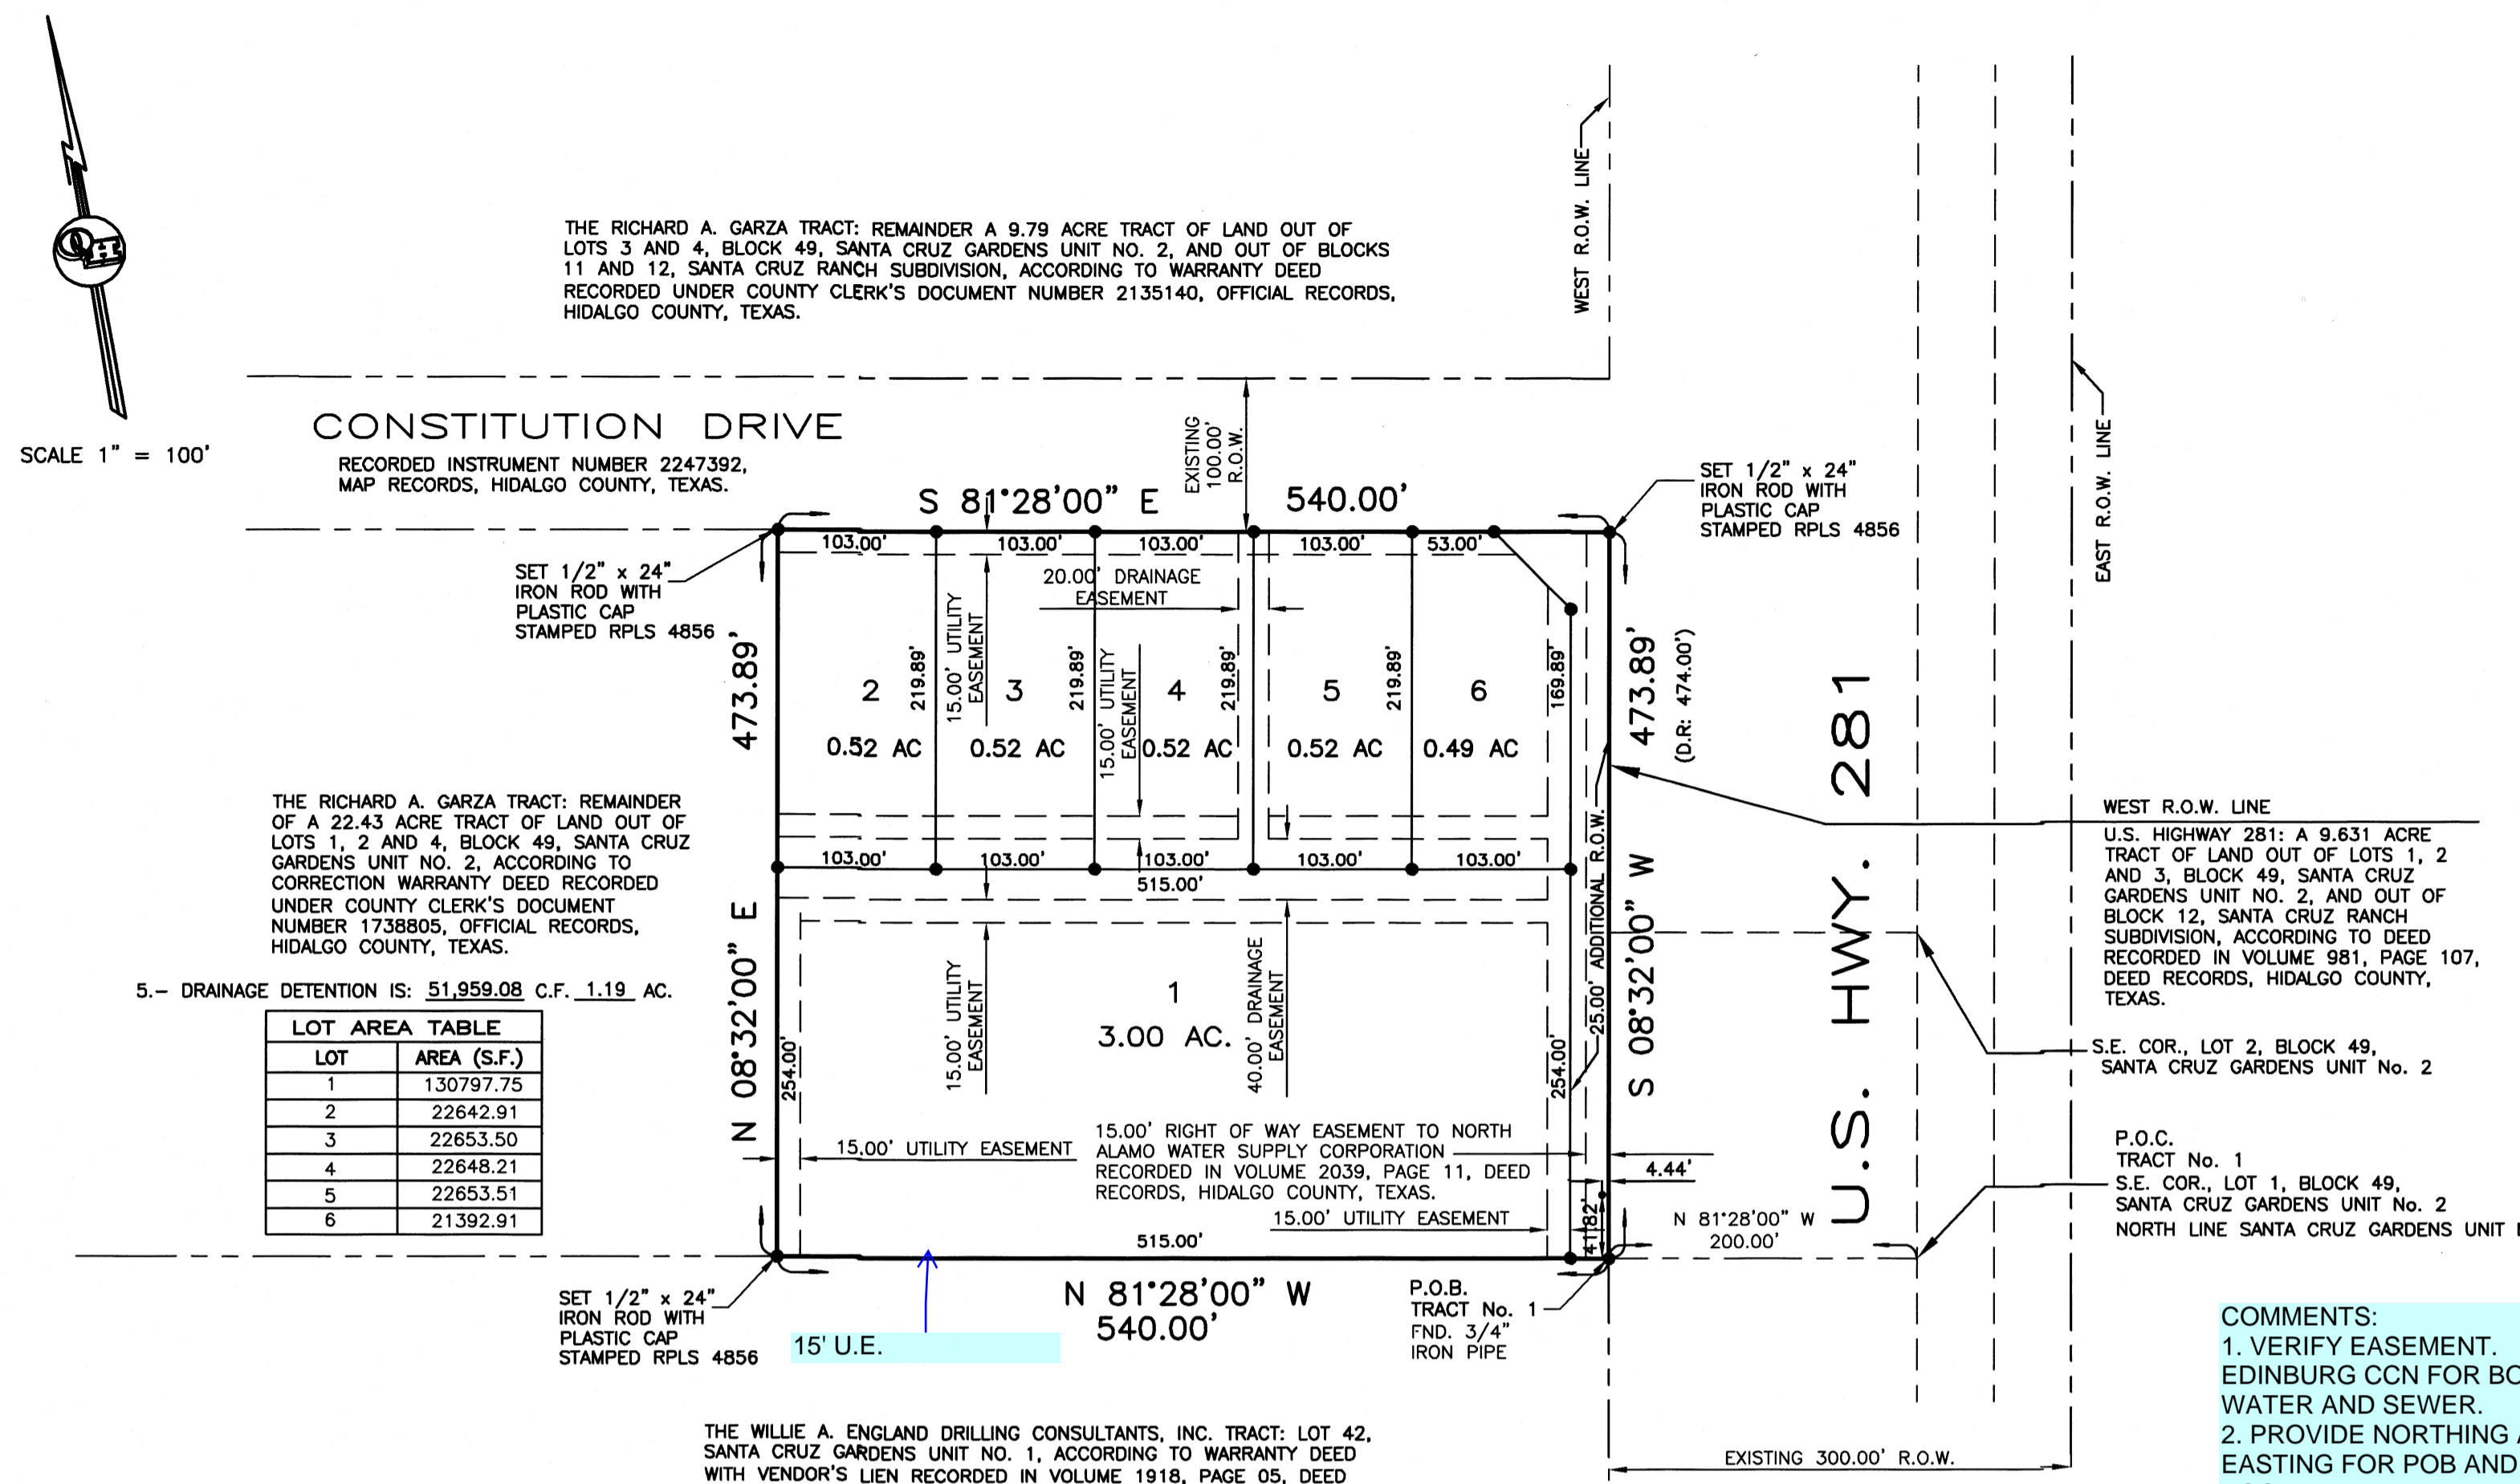 THE RICHARD A. GARZA TRACT: REMAINDER A 9.79 ACRE TRACT OF LAND OUT OF
LOTS 3 AND 4, BLOCK 49, SANTA CRUZ GARDENS UNIT NO. 2, AND OUT OF BLOCKS
11 AND 12, SANTA CRUZ RANCH SUBDIVISION, ACCORDING TO WARRANTY DEED
RECORDED UNDER COUNTY CLERK'S DOCUMENT NUMBER 2135140, OFFICIAL RECORDS,
HIDALGO COUNTY, TEXAS.
WEST R.O.W. LINE
EAST R.O.W. LINE
SCALE 1" = 100'
CONSTITUTION DRIVE
RECORDED INSTRUMENT NUMBER 2247392,
MAP RECORDS, HIDALGO COUNTY, TEXAS.
EXISTING
100.00'
R.O.W.
S 81°28'00" E 540.00'
SET 1/2" x 24"
IRON ROD WITH
PLASTIC CAP
STAMPED RPLS 4856
SET 1/2" x 24"
IRON ROD WITH
PLASTIC CAP
STAMPED RPLS 4856
103.00' 103.00' 103.00' 103.00' 53.00'
20.00' DRAINAGE
EASEMENT
15.00' UTILITY
EASEMENT
15.00' UTILITY
EASEMENT
473.89'
219.89' 219.89' 219.89' 219.89' 169.89'
2 3 4 5 6
0.52 AC 0.52 AC 0.52 AC 0.52 AC 0.49 AC
473.89'
(D.R: 474.00')
103.00' 103.00' 103.00' 103.00' 103.00'
515.00'
THE RICHARD A. GARZA TRACT: REMAINDER
OF A 22.43 ACRE TRACT OF LAND OUT OF
LOTS 1, 2 AND 4, BLOCK 49, SANTA CRUZ
GARDENS UNIT NO. 2, ACCORDING TO
CORRECTION WARRANTY DEED RECORDED
UNDER COUNTY CLERK'S DOCUMENT
NUMBER 1738805, OFFICIAL RECORDS,
HIDALGO COUNTY, TEXAS.
5.- DRAINAGE DETENTION IS: 51,959.08 C.F. 1.19 AC.
LOT AREA TABLE
LOT AREA (S.F.)
1 130797.75
2 22642.91
3 22653.50
4 22648.21
5 22653.51
6 21392.91
N 08°32'00" E
254.00'
15.00' UTILITY
EASEMENT
1
3.00 AC.
40.00' DRAINAGE
EASEMENT
254.00'
25.00' ADDITIONAL R.O.W.
S 08°32'00" W
U.S. HWY. 281
WEST R.O.W. LINE
U.S. HIGHWAY 281: A 9.631 ACRE
TRACT OF LAND OUT OF LOTS 1, 2
AND 3, BLOCK 49, SANTA CRUZ
GARDENS UNIT NO. 2, AND OUT OF
BLOCK 12, SANTA CRUZ RANCH
SUBDIVISION, ACCORDING TO DEED
RECORDED IN VOLUME 981, PAGE 107,
DEED RECORDS, HIDALGO COUNTY,
TEXAS.
S.E. COR., LOT 2, BLOCK 49,
SANTA CRUZ GARDENS UNIT No. 2
15.00' UTILITY EASEMENT
15.00' RIGHT OF WAY EASEMENT TO NORTH
ALAMO WATER SUPPLY CORPORATION
RECORDED IN VOLUME 2039, PAGE 11, DEED
RECORDS, HIDALGO COUNTY, TEXAS.
15.00' UTILITY EASEMENT
4.44'
41.82'
N 81°28'00" W
200.00'
P.O.C.
TRACT No. 1
S.E. COR., LOT 1, BLOCK 49,
SANTA CRUZ GARDENS UNIT No. 2
NORTH LINE SANTA CRUZ GARDENS UNIT
515.00'
N 81°28'00" W
540.00'
SET 1/2" x 24"
IRON ROD WITH
PLASTIC CAP
STAMPED RPLS 4856
15' U.E.
P.O.B.
TRACT No. 1
FND. 3/4"
IRON PIPE
THE WILLIE A. ENGLAND DRILLING CONSULTANTS, INC. TRACT: LOT 42,
SANTA CRUZ GARDENS UNIT NO. 1, ACCORDING TO WARRANTY DEED
WITH VENDOR'S LIEN RECORDED IN VOLUME 1918, PAGE 05, DEED
EXISTING 300.00' R.O.W.
COMMENTS:
1. VERIFY EASEMENT.
EDINBURG CCN FOR
WATER AND SEWER.
2. PROVIDE NORTHING
EASTING FOR POB AND